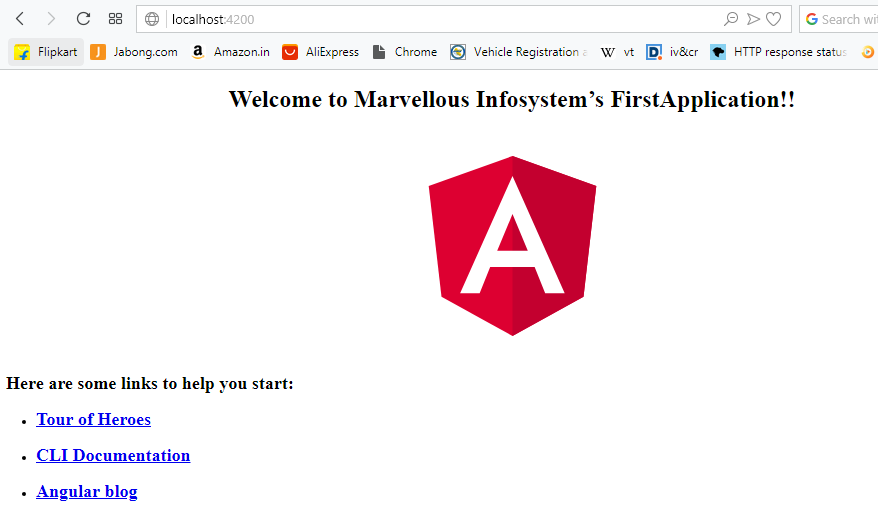 localhost:4200
Search with
Flipkart Jabong.com Amazon.in AliExpress Chrome Vehicle Registration vt iv&cr HTTP response status
Welcome to Marvellous Infosystem’s FirstApplication!!
A
Here are some links to help you start:
Tour of Heroes
CLI Documentation
Angular blog